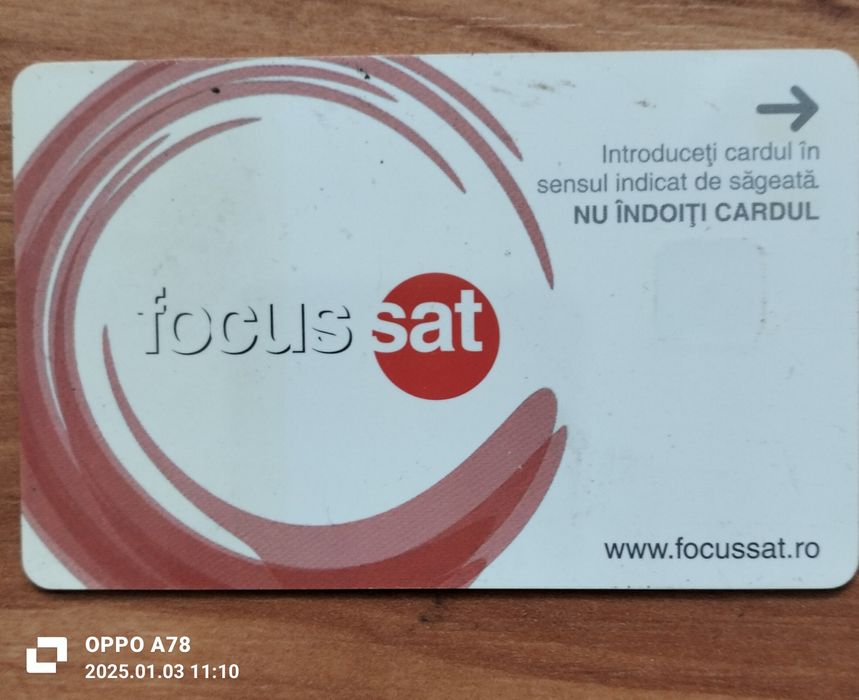 Introduceţi cardul în
sensul indicat de săgeată.
NU ÎNDOIŢI CARDUL
focus sat
www.focussat.ro
OPPO A78
2025.01.03 11:10